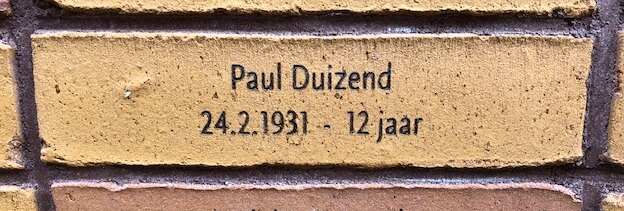 Paul Duizend
24.2.1931 - 12 jaar